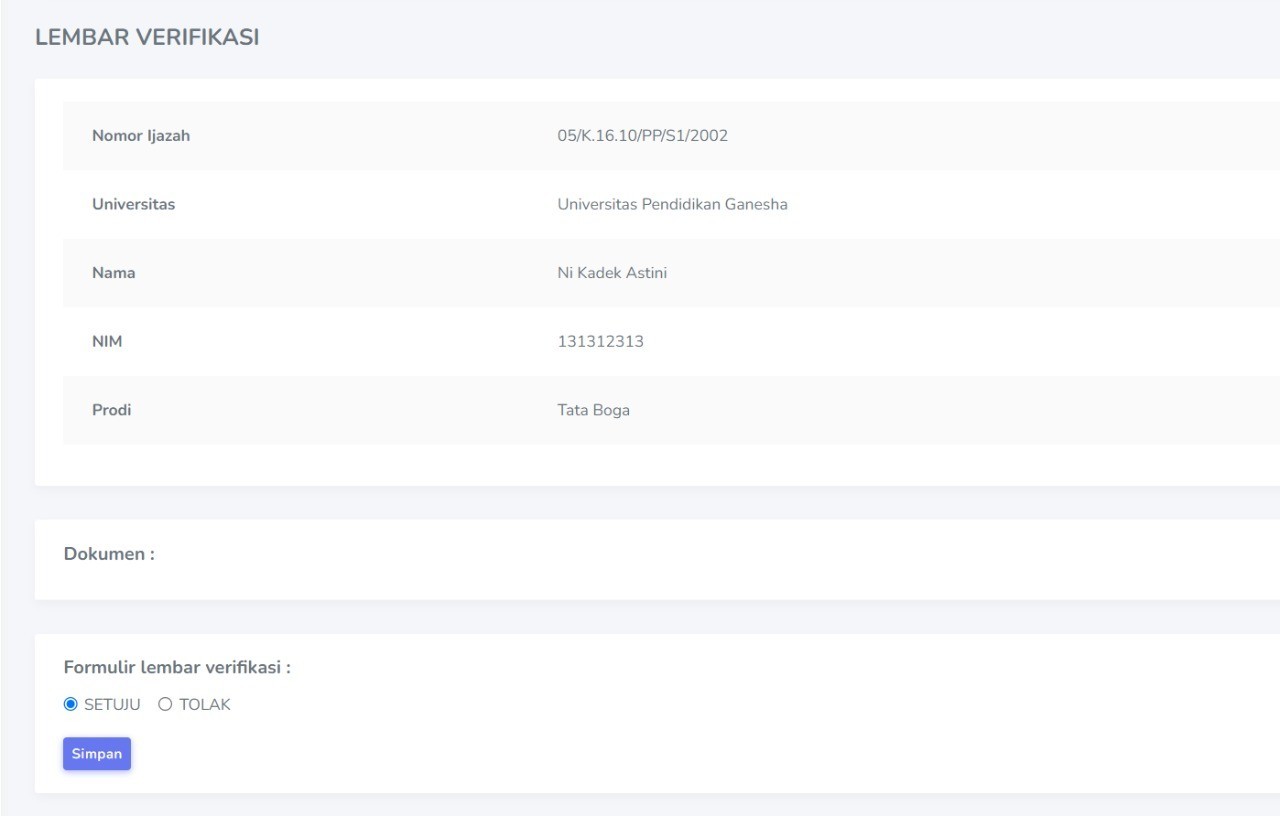 LEMBAR VERIFIKASI
Nomor Ijazah 05/K.16.10/PP/S1/2002
Universitas Universitas Pendidikan Ganesha
Nama Ni Kadek Astini
NIM 131312313
Prodi Tata Boga
Dokumen :
Formulir lembar verifikasi :
SETUJU TOLAK
Simpan